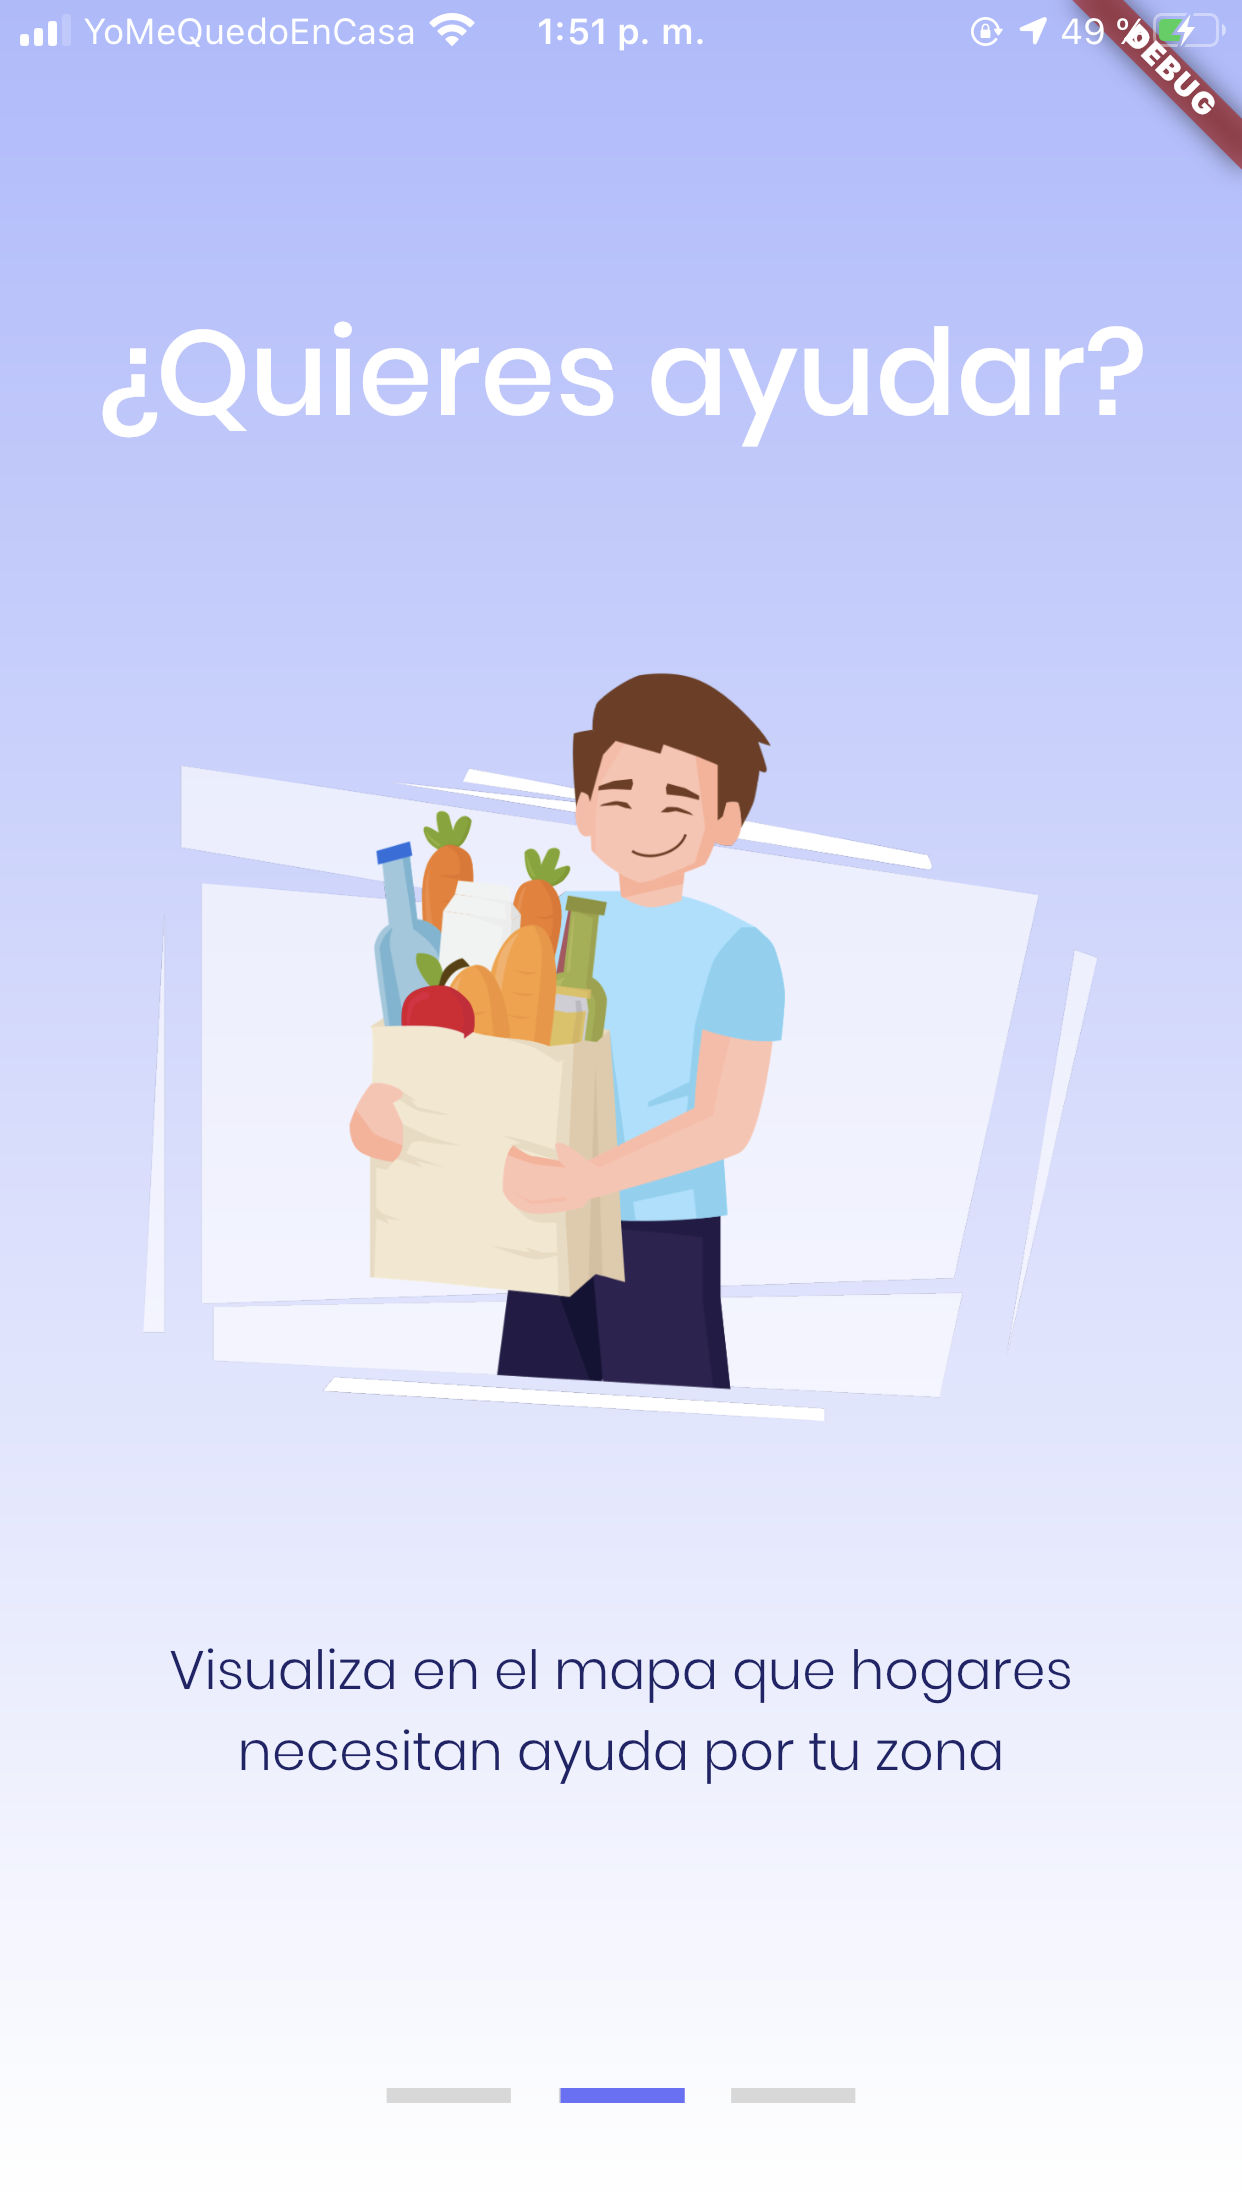 YoMeQuedoEnCasa 1:51 p. m. 49 %
DEBUG
¿Quieres ayudar?
Visualiza en el mapa que hogares
necesitan ayuda por tu zona